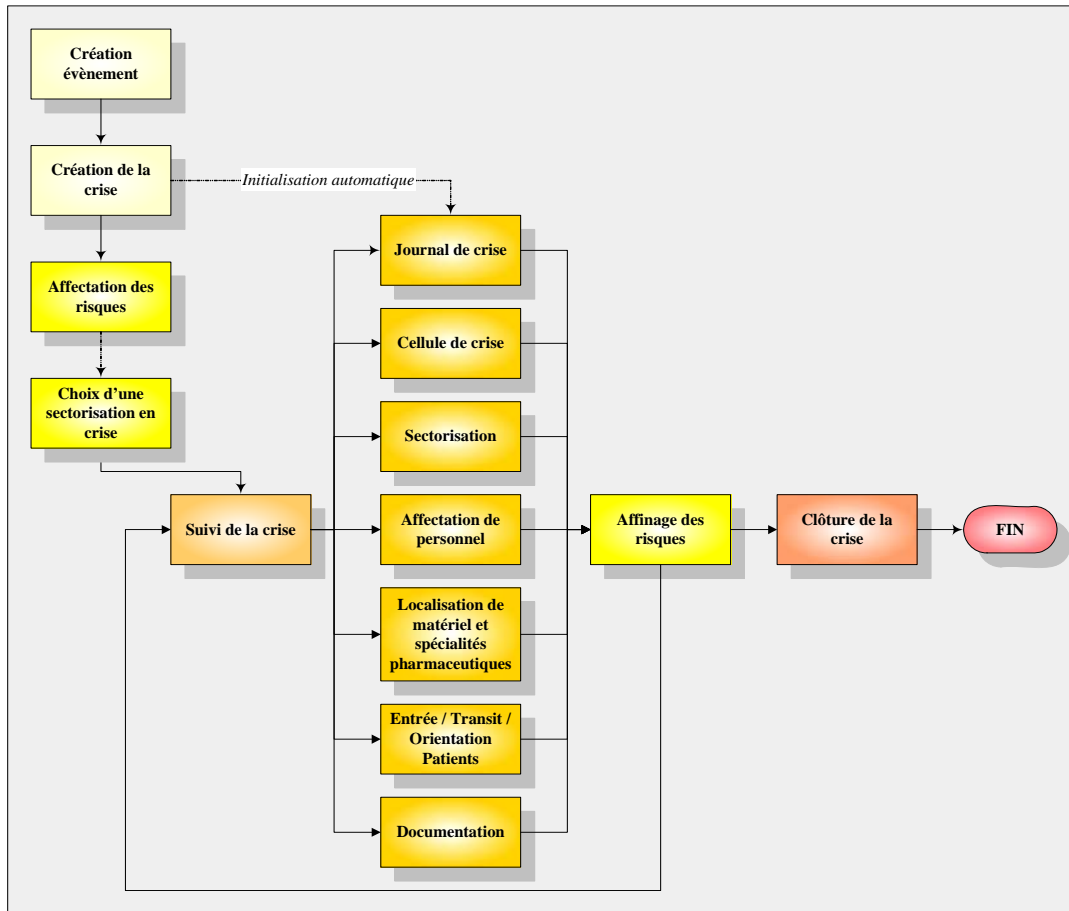 Création
évènement
Création de la
crise
Initialisation automatique
Affectation des
risques
Choix d'une
sectorisation en
crise
Suivi de la crise
Journal de crise
Cellule de crise
Sectorisation
Affectation de
personnel
Localisation de
matériel et
spécialités
pharmaceutiques
Entrée / Transit /
Orientation
Patients
Documentation
Affinage des
risques
Clôture de la
crise
FIN